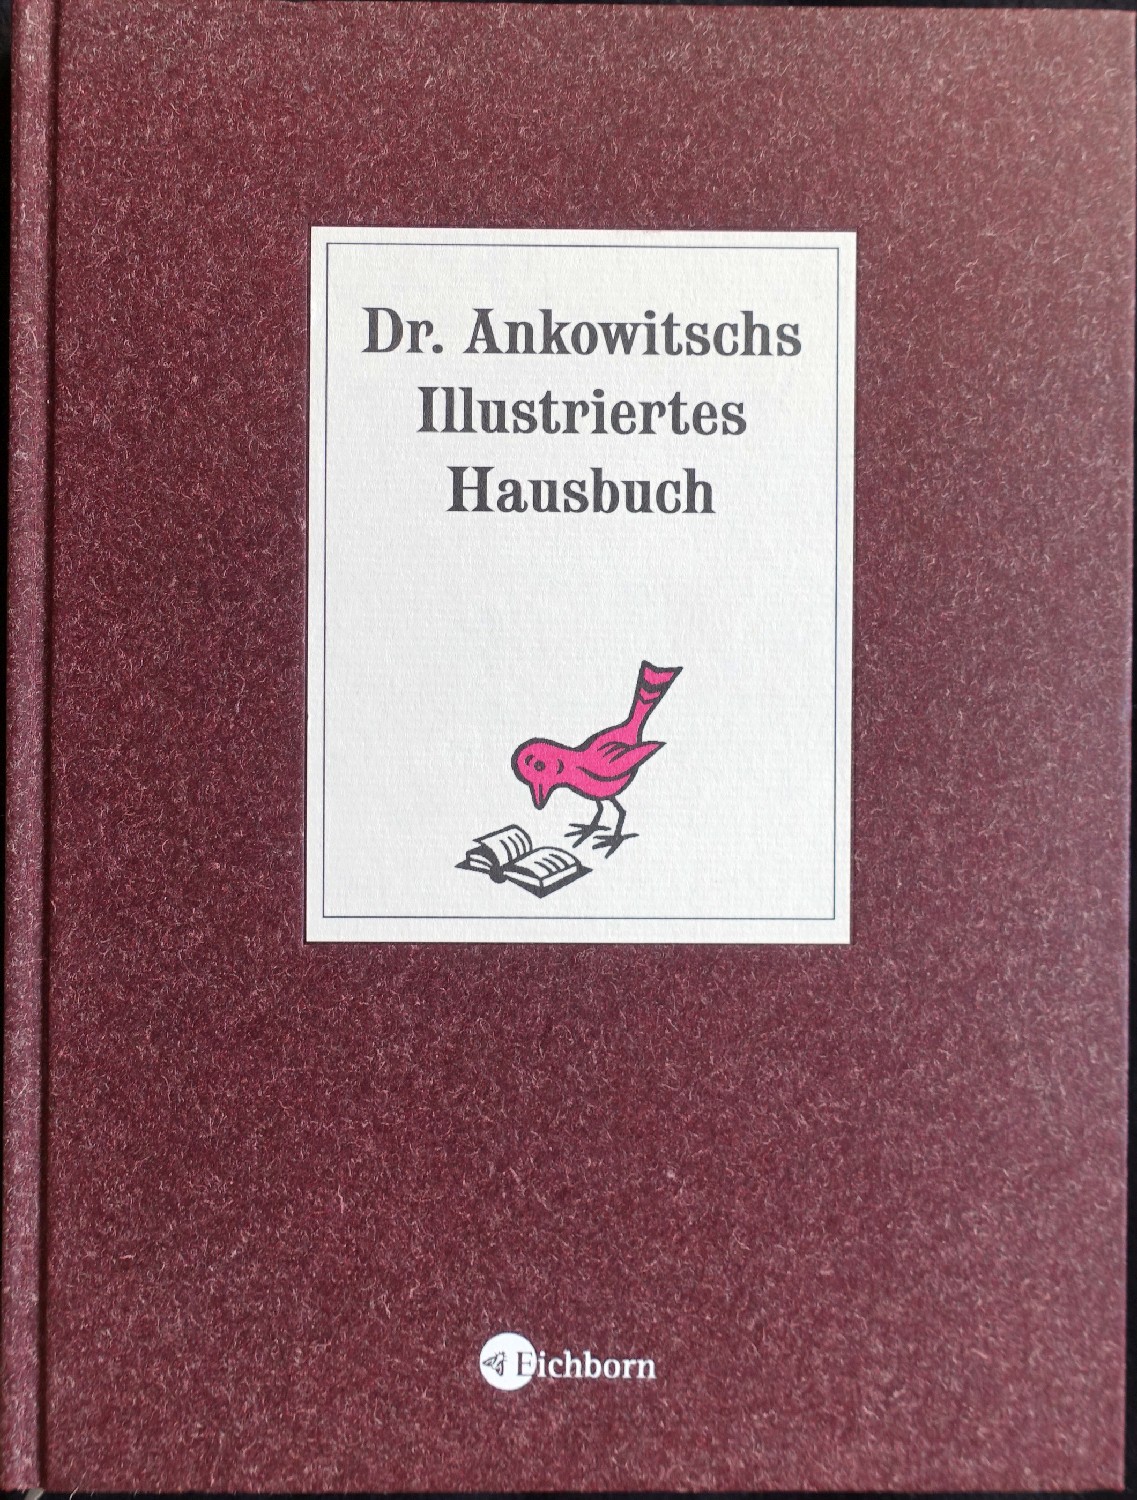 Dr. Ankowitschs
Illustriertes
Hausbuch
Eichborn